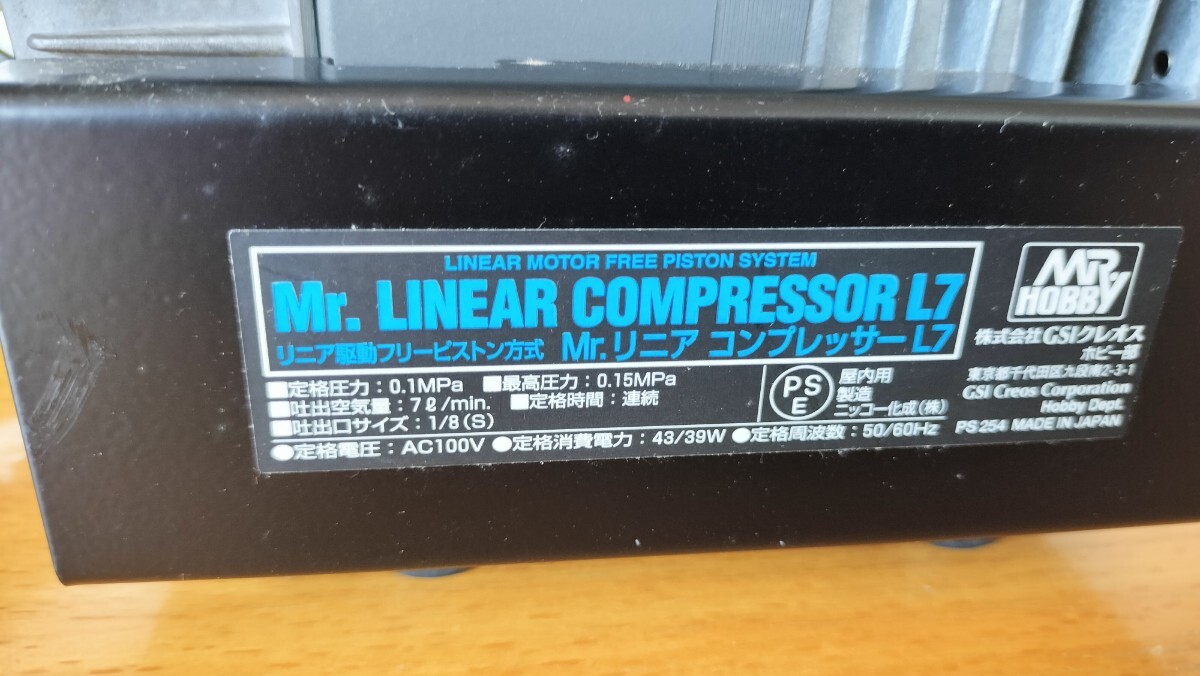 LINEAR MOTOR FREE PISTON SYSTEM
Mr. LINEAR COMPRESSOR L7
リニア駆動フリーピストン方式 Mr.リニア コンプレッサー L7
■定格圧力：0.1MPa ■最高圧力：0.15MPa
■吐出空気量：7ℓ/min. ■定格時間：連続
■吐出口サイズ：1/8(S)
PS E
屋内用
製造
ニッコー化成(株)
●定格電圧：AC100V ●定格消費電力：43/39W ●定格周波数：50/60Hz
MR HOBBY
株式会社GSIクレオス
ホビー部
東京都千代田区九段南2-3-1
GSI Creos Corporation
Hobby Dept.
PS 254 MADE IN JAPAN